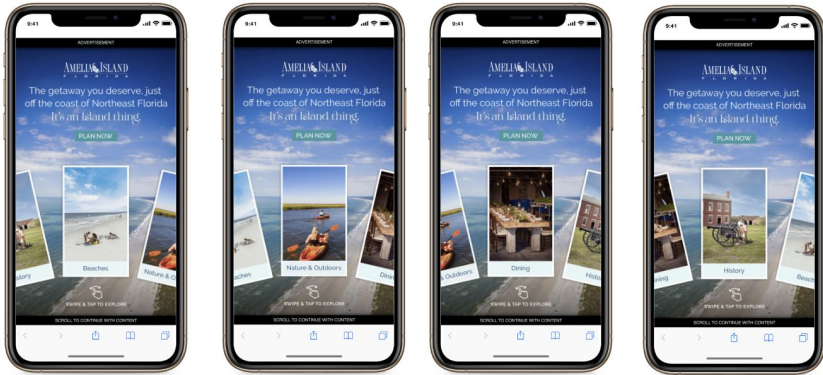 9:41
ADVERTISEMENT
AMELIA ISLAND
FLORIDA
The getaway you deserve, just
off the coast of Northeast Florida
It's an Island thing.
PLAN NOW
story
Beaches
Nature & O
SWIPE & TAP TO EXPLORE
SCROLL TO CONTINUE WITH CONTENT
9:41
ADVERTISEMENT
AMELIA ISLAND
FLORIDA
The getaway you deserve, just
off the coast of Northeast Florida
It's an Island thing.
PLAN NOW
aches
Nature & Outdoors
Dining
SWIPE & TAP TO EXPLORE
SCROLL TO CONTINUE WITH CONTENT
9:41
ADVERTISEMENT
AMELIA ISLAND
FLORIDA
The getaway you deserve, just
off the coast of Northeast Florida
It's an Island thing.
PLAN NOW
& Outdoors
Dining
Histo
SWIPE & TAP TO EXPLORE
SCROLL TO CONTINUE WITH CONTENT
9:41
ADVERTISEMENT
AMELIA ISLAND
FLORIDA
The getaway you deserve, just
off the coast of Northeast Florida
It's an Island thing.
PLAN NOW
ning
History
Beach
SWIPE & TAP TO EXPLORE
SCROLL TO CONTINUE WITH CONTENT